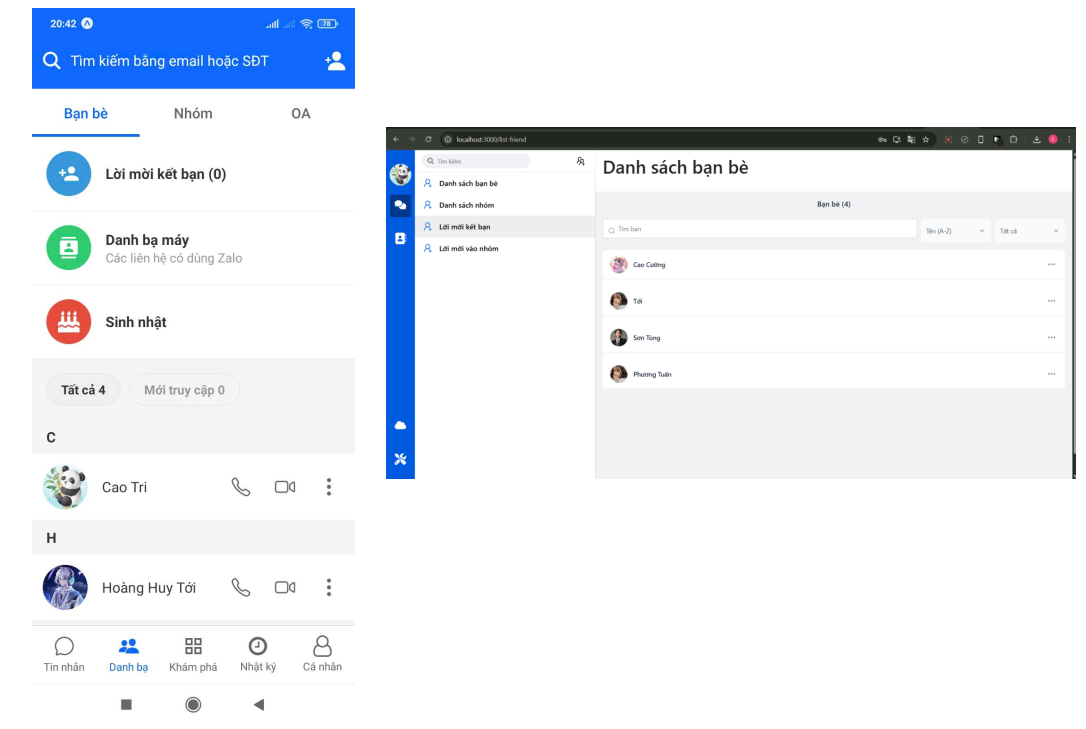 20:42
78
Tìm kiếm bằng email hoặc SĐT
Bạn bè Nhóm OA
Lời mời kết bạn (0)
Danh bạ máy
Các liên hệ có dùng Zalo
Sinh nhật
Tất cả 4 Mới truy cập 0
C
Cao Tri
H
Hoàng Huy Tới
Tin nhắn Danh bạ Khám phá Nhật ký Cá nhân
localhost:3000/list-friend
Tìm kiếm
Danh sách bạn bè
Danh sách nhóm
Lời mời kết bạn
Lời mời vào nhóm
Danh sách bạn bè
Bạn bè (4)
Tìm bạn
Tên (A-Z)
Tất cả
Cao Cường
Tới
Sơn Tùng
Phương Tuấn